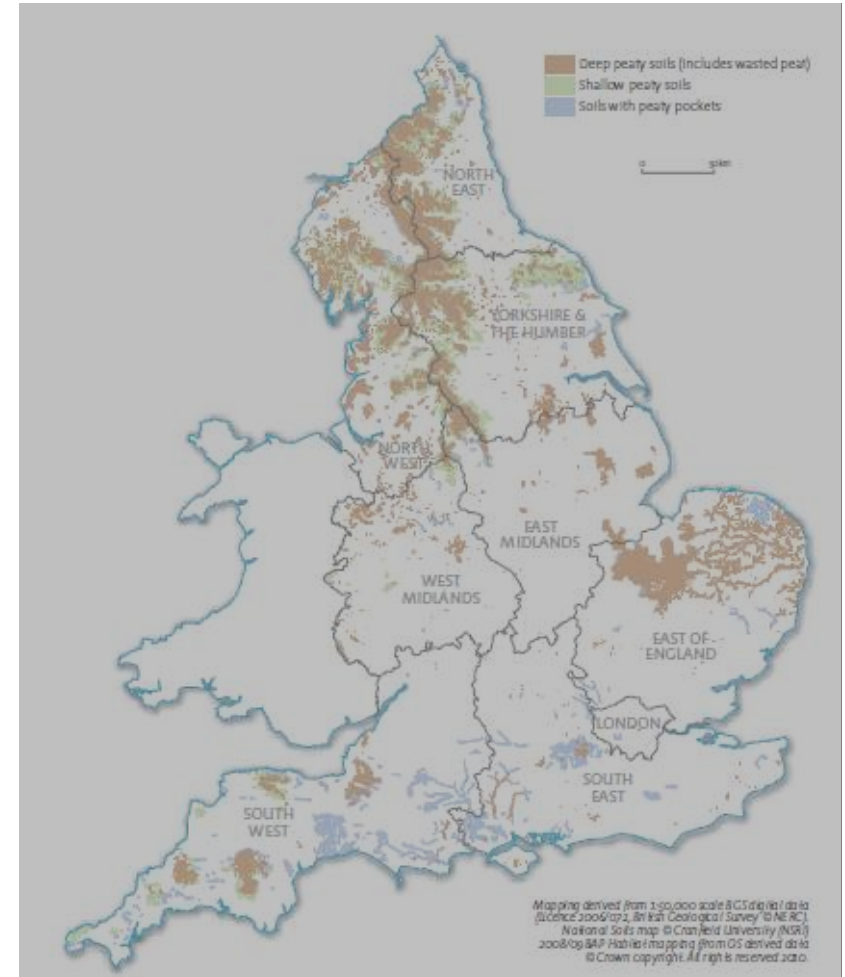 Deep peaty soils (includes wasted peat)
Shallow peaty soils
Soils with peaty pockets
0 50km
NORTH
EAST
YORKSHIRE &
THE HUMBER
NORTH
WEST
EAST
MIDLANDS
WEST
MIDLANDS
EAST OF
ENGLAND
LONDON
SOUTH
EAST
SOUTH
WEST
Mapping derived from 1:50,000 scale BGS digital data
(Licence 2006/072, British Geological Survey © NERC).
National Soils map © Cranfield University (NSRI)
2008/09 BAP Habitat mapping from OS derived data
© Crown copyright. All rights reserved 2010.